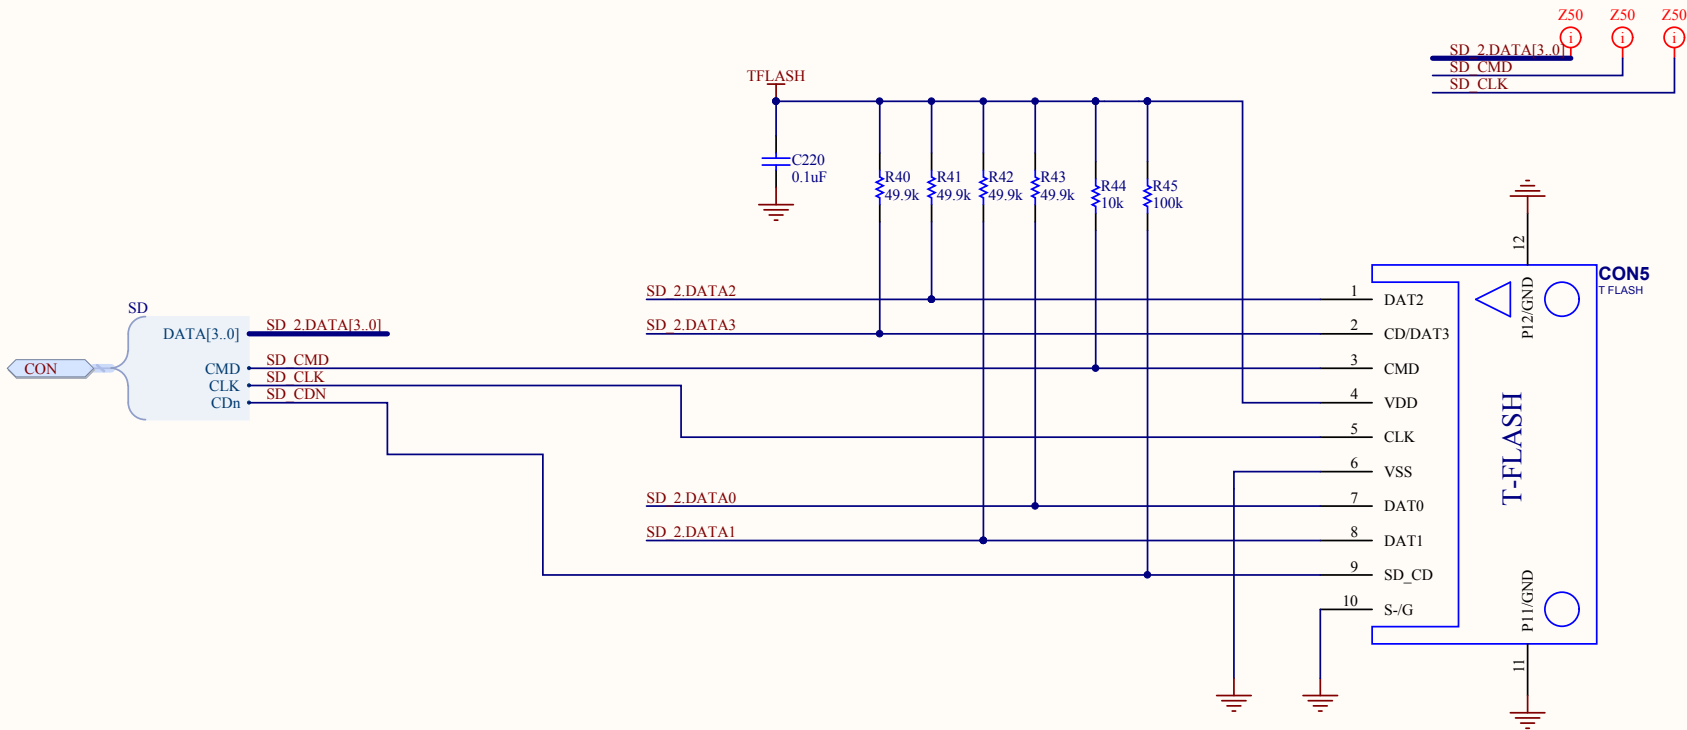 Z50 Z50 Z50
i i i
SD_2.DATA[3..0]
SD_CMD
SD_CLK
TFLASH
C220
0.1uF
R40
49.9k
R41
49.9k
R42
49.9k
R43
49.9k
R44
10k
R45
100k
SD
DATA[3..0]
CMD
CLK
CDn
CON
SD_2.DATA[3..0]
SD_CMD
SD_CLK
SD_CDN
SD_2.DATA2
SD_2.DATA3
SD_2.DATA0
SD_2.DATA1
1 DAT2
2 CD/DAT3
3 CMD
4 VDD
5 CLK
6 VSS
7 DAT0
8 DAT1
9 SD_CD
10 S-/G
12
P12/GND
CON5
T FLASH
T-FLASH
P11/GND
11